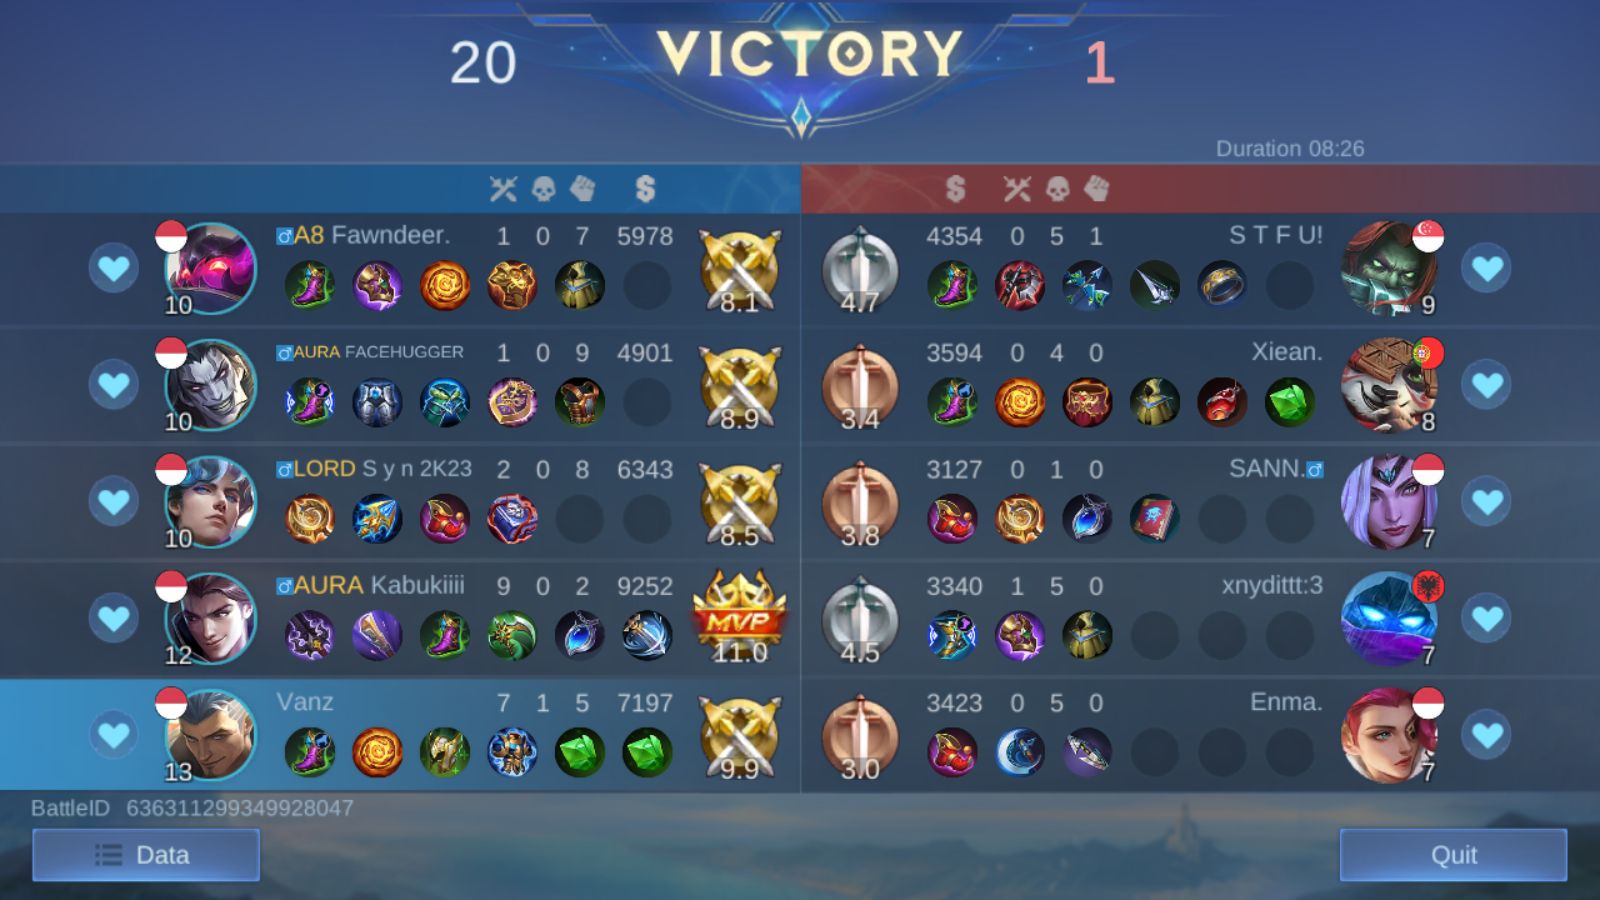 20 VICTORY 1
Duration 08:26
A8 Fawndeer. 1 0 7 5978
10 8.1
4354 0 5 1 S T F U!
4.7 9
AURA FACEHUGGER 1 0 9 4901
10 8.9
3594 0 4 0 Xiean.
3.4 8
LORD S y n 2K23 2 0 8 6343
10 8.5
3127 0 1 0 SANN.
3.8 7
AURA Kabukiiii 9 0 2 9252
MVP
12 11.0
3340 1 5 0 xnydittt:3
4.5 7
Vanz 7 1 5 7197
13 9.9
3423 0 5 0 Enma.
3.0 7
BattleID 636311299349928047
Data
Quit